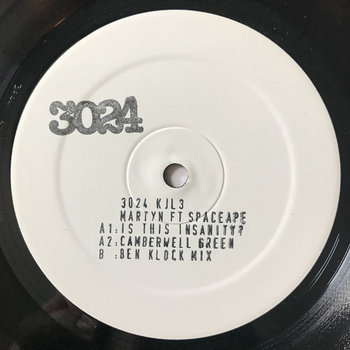 3024
3024 KJL3
MARTYN FT SPACEAPE
A1: IS THIS INSANITY?
A2: CAMBERWELL GREEN
B : BEN KLOCK MIX